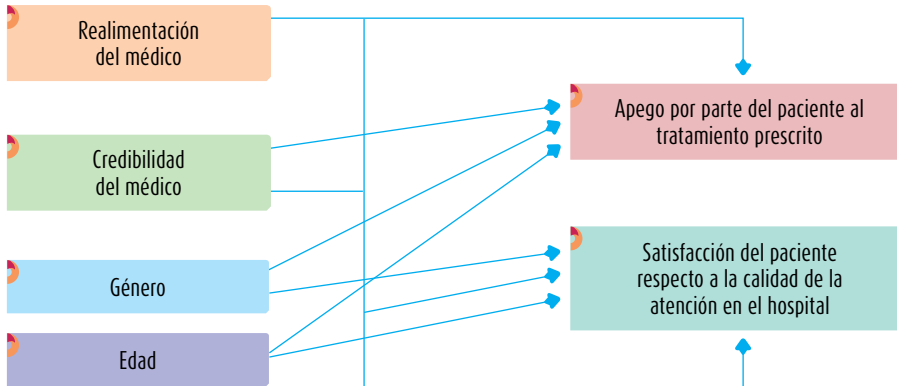 Realimentación
del médico
Credibilidad
del médico
Género
Edad
Apego por parte del paciente al
tratamiento prescrito
Satisfacción del paciente
respecto a la calidad de la
atención en el hospital